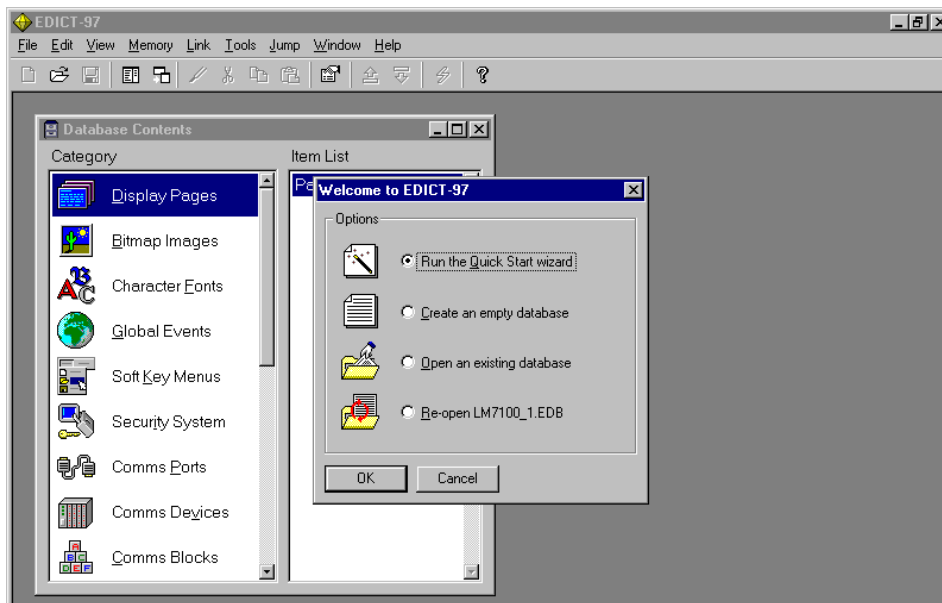 EDICT-97
File Edit View Memory Link Tools Jump Window Help
Database Contents
Category
Item List
Display Pages
Bitmap Images
Character Fonts
Global Events
Soft Key Menus
Security System
Comms Ports
Comms Devices
Comms Blocks
Welcome to EDICT-97
Options
Run the Quick Start wizard
Create an empty database
Open an existing database
Re-open LM7100_1.EDB
OK
Cancel